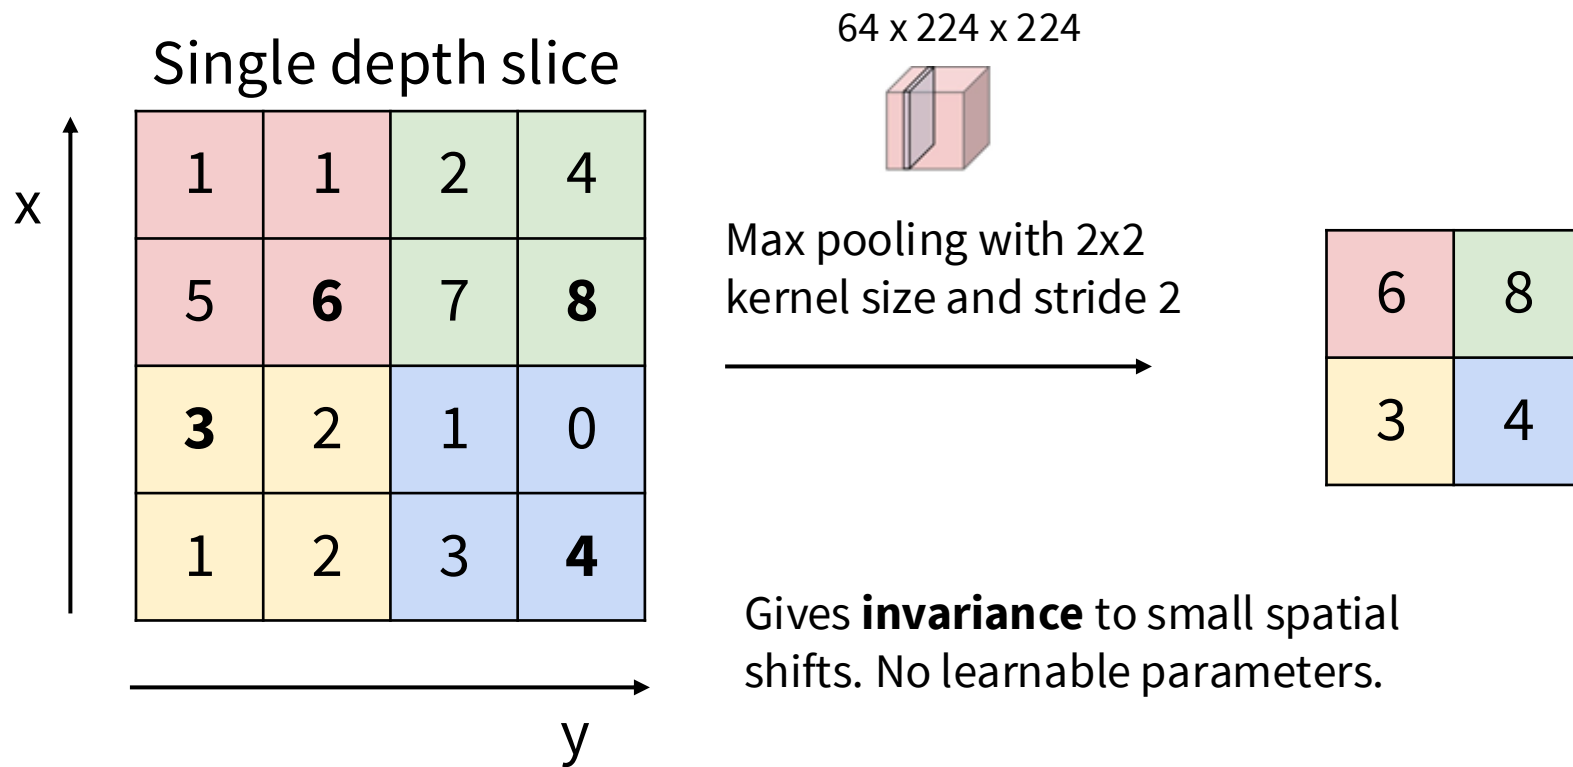 Single depth slice
64 x 224 x 224
x
1 1 2 4
5 6 7 8
3 2 1 0
1 2 3 4
y
Max pooling with 2x2
kernel size and stride 2
6 8
3 4
Gives invariance to small spatial
shifts. No learnable parameters.